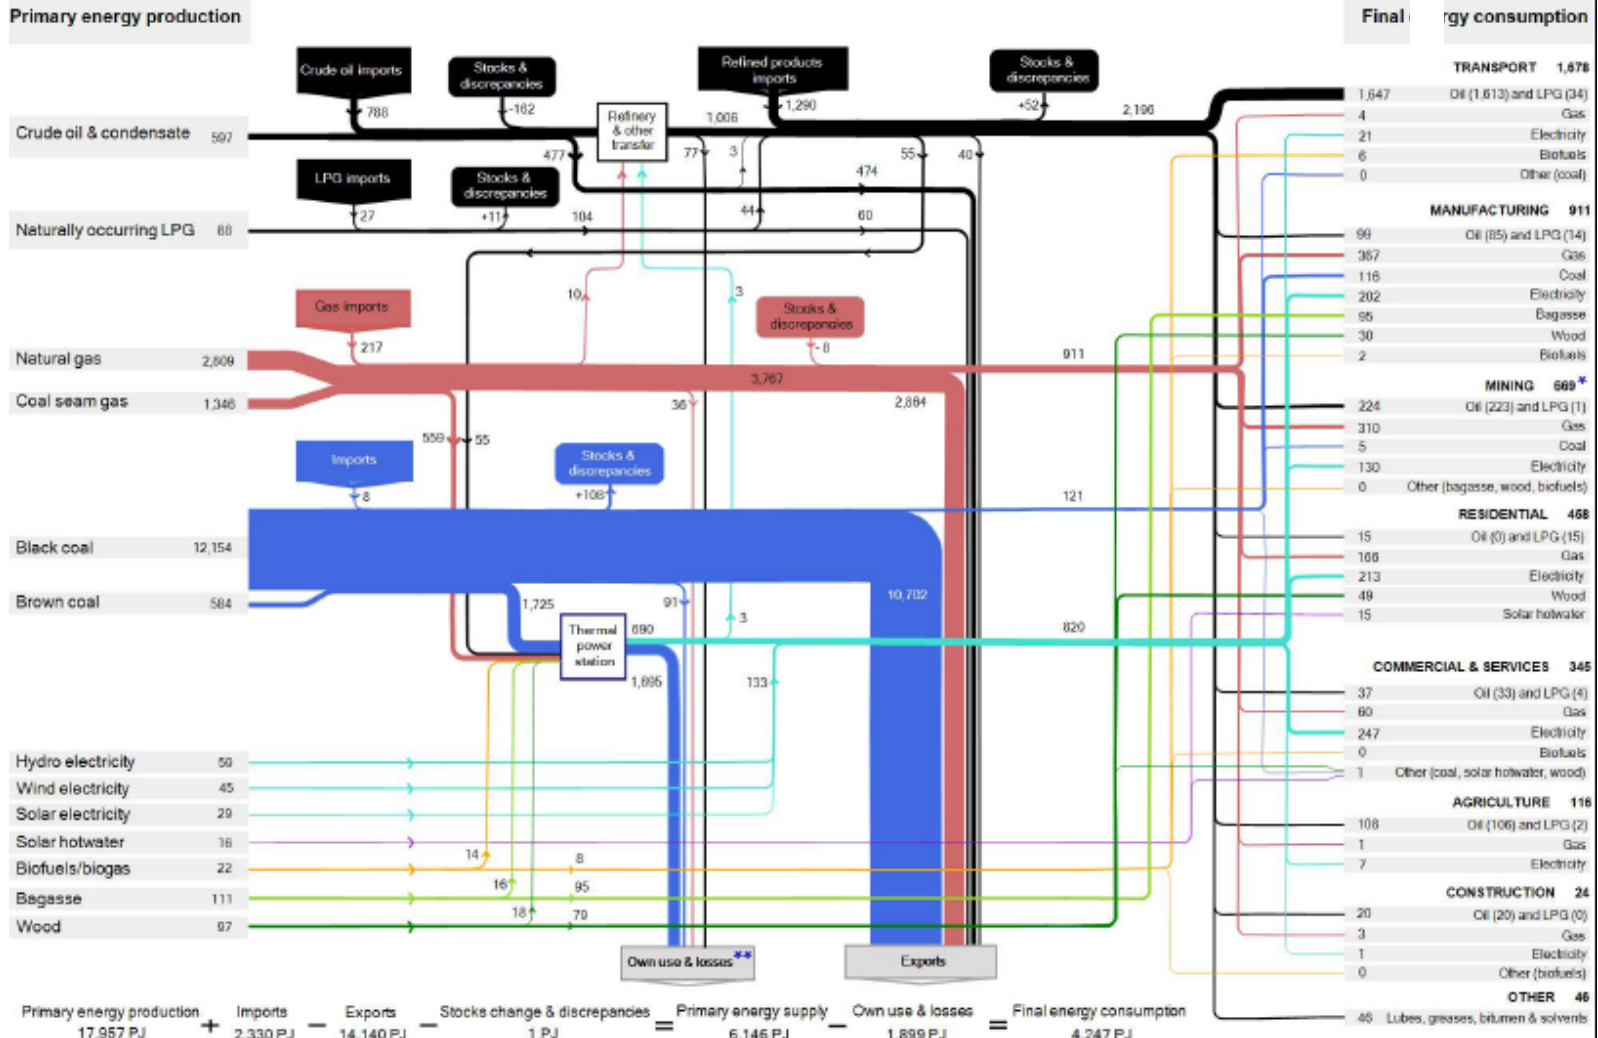 Primary energy production
Final
rgy consumption
Crude oil imports
Stocks &
discrepancies
Refined products
imports
Stocks &
discrepancies
788
-162
1,290
+52
2,196
Crude oil & condensate 597
Refinery
& other
transfer
1,006
477
77
3
55
40
474
LPG imports
Stocks &
discrepancies
27
+11
104
44
60
Naturally occurring LPG 88
10
3
Gas imports
217
Stocks &
discrepancies
- 8
Natural gas 2,809
911
3,767
Coal seam gas 1,346
36
2,884
559
55
Imports
8
Stocks &
discrepancies
+108
121
Black coal 12,154
Brown coal 584
1,725
91
10,702
3
Thermal
power
station
690
820
1,695
133
Hydro electricity 59
Wind electricity 45
Solar electricity 29
Solar hotwater 16
Biofuels/biogas 22
14
8
Bagasse 111
16
95
Wood 97
18
79
Own use & losses**
Exports
TRANSPORT 1,678
1,647 Oil (1,613) and LPG (34)
4 Gas
21 Electricity
6 Biofuels
0 Other (coal)
MANUFACTURING 911
99 Oil (85) and LPG (14)
367 Gas
116 Coal
202 Electricity
95 Bagasse
30 Wood
2 Biofuels
MINING 669*
224 Oil (223) and LPG (1)
310 Gas
5 Coal
130 Electricity
0 Other (bagasse, wood, biofuels)
RESIDENTIAL 458
15 Oil (0) and LPG (15)
166 Gas
213 Electricity
49 Wood
15 Solar hotwater
COMMERCIAL & SERVICES 345
37 Oil (33) and LPG (4)
60 Gas
247 Electricity
0 Biofuels
1 Other (coal, solar hotwater, wood)
AGRICULTURE 116
108 Oil (106) and LPG (2)
1 Gas
7 Electricity
CONSTRUCTION 24
20 Oil (20) and LPG (0)
3 Gas
1 Electricity
0 Other (biofuels)
OTHER 46
46 Lubes, greases, bitumen & solvents
Primary energy production + Imports − Exports − Stocks change & discrepancies = Primary energy supply − Own use & losses = Final energy consumption
17,957 PJ 2,330 PJ 14,140 PJ 1 PJ 6,146 PJ 1,899 PJ 4,247 PJ